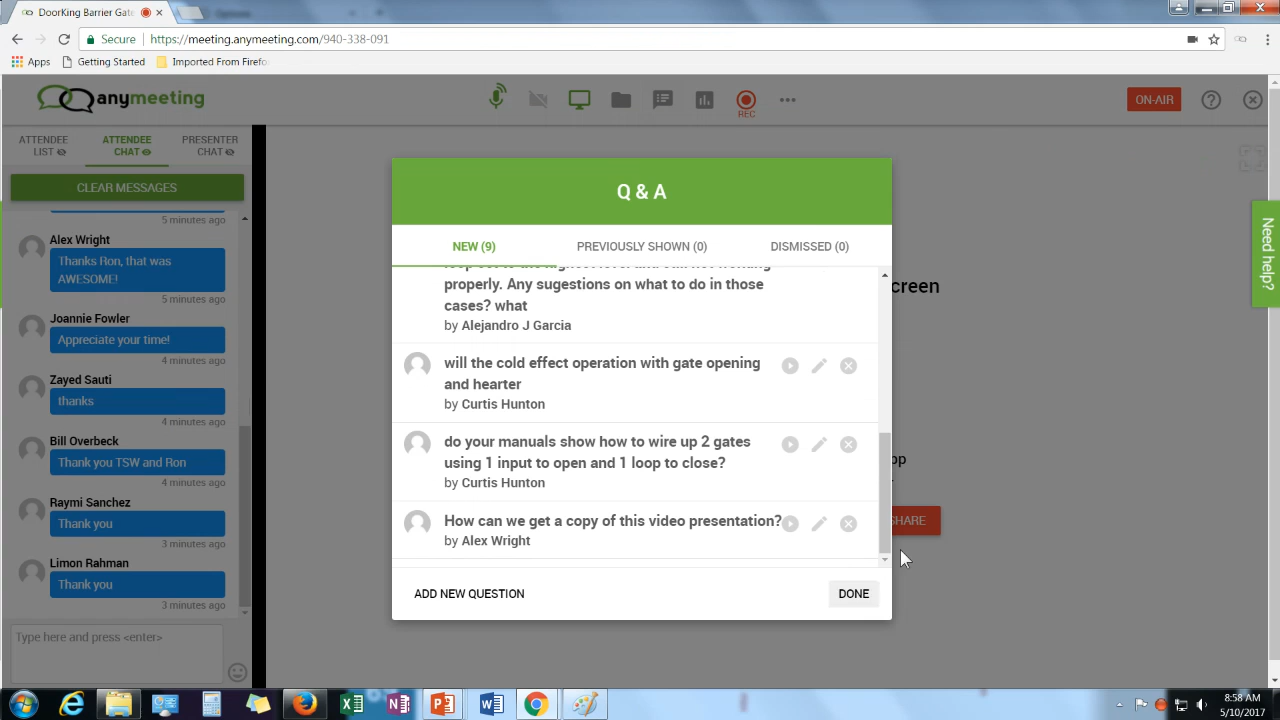 DoorKing Barrier Gate
Secure
https://meeting.anymeeting.com/940-338-091
Apps
Getting Started
Imported From Firefo
anymeeting
REC
ON-AIR
ATTENDEE
LIST
ATTENDEE
CHAT
PRESENTER
CHAT
CLEAR MESSAGES
5 minutes ago
Alex Wright
Thanks Ron, that was
AWESOME!
5 minutes ago
Joannie Fowler
Appreciate your time!
4 minutes ago
Zayed Sauti
thanks
4 minutes ago
Bill Overbeck
Thank you TSW and Ron
4 minutes ago
Raymi Sanchez
Thank you
3 minutes ago
Limon Rahman
Thank you
3 minutes ago
Type here and press <enter>
Q & A
NEW (9)
PREVIOUSLY SHOWN (0)
DISMISSED (0)
properly. Any sugestions on what to do in those
cases? what
by Alejandro J Garcia
will the cold effect operation with gate opening
and hearter
by Curtis Hunton
do your manuals show how to wire up 2 gates
using 1 input to open and 1 loop to close?
by Curtis Hunton
How can we get a copy of this video presentation?
by Alex Wright
ADD NEW QUESTION
DONE
creen
pp
SHARE
Need help?
8:58 AM
5/10/2017